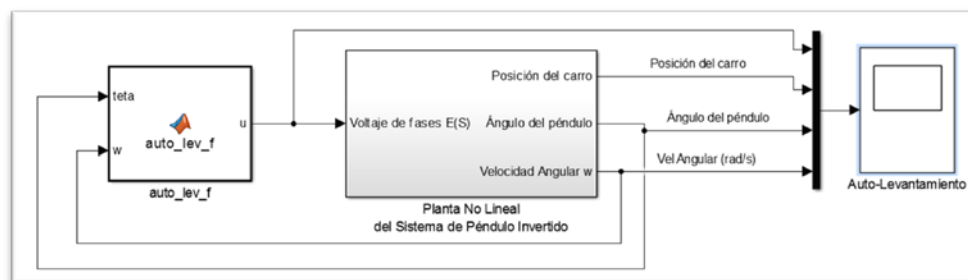 teta
w
auto_lev_f
u
auto_lev_f
Voltaje de fases E(S)
Posición del carro
Ángulo del péndulo
Velocidad Angular w
Planta No Lineal
del Sistema de Péndulo Invertido
Posición del carro
Ángulo del péndulo
Vel Angular (rad/s)
Auto-Levantamiento